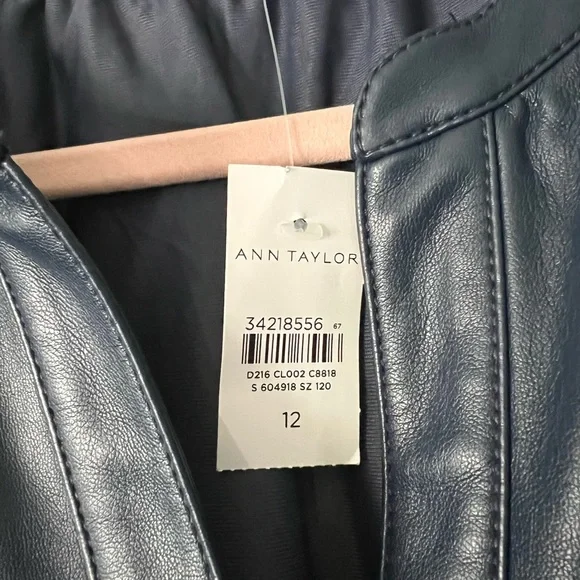 ANN TAYLOR
34218556 67
D216 CL002 C8818
S 604918 SZ 120
12